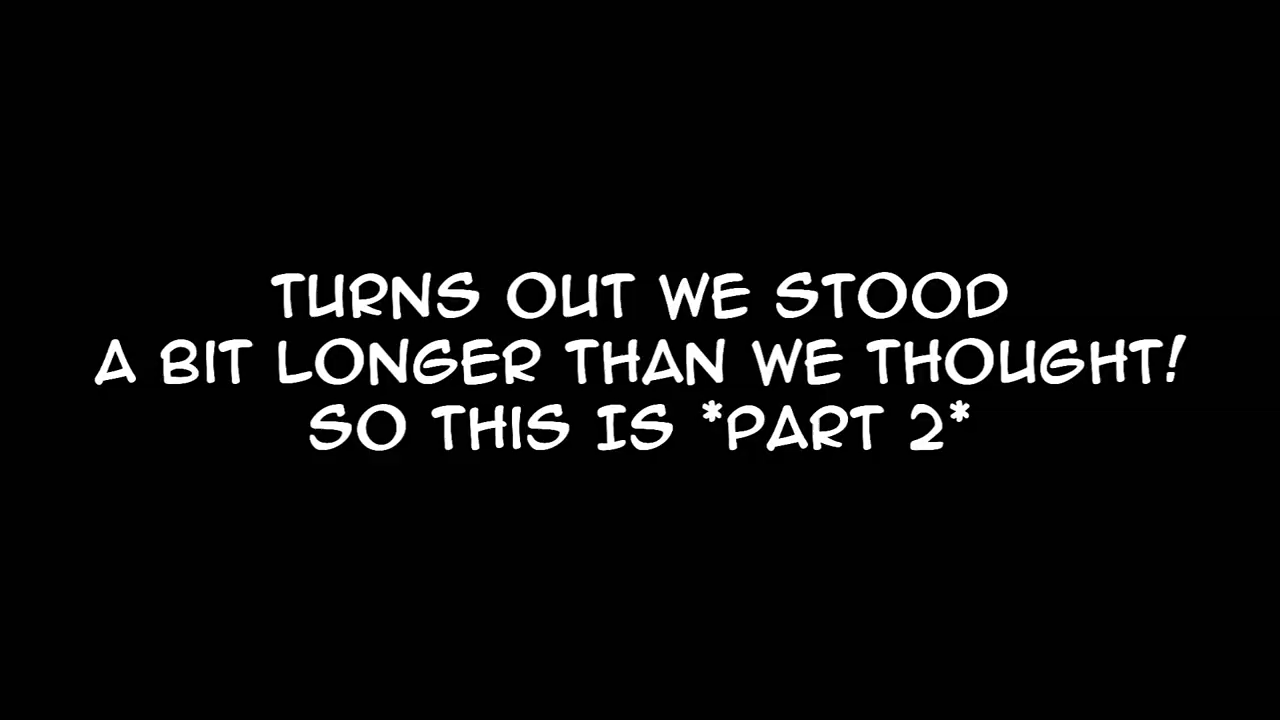 TURNS OUT WE STOOD
A BIT LONGER THAN WE THOUGHT!
SO THIS IS *PART 2*